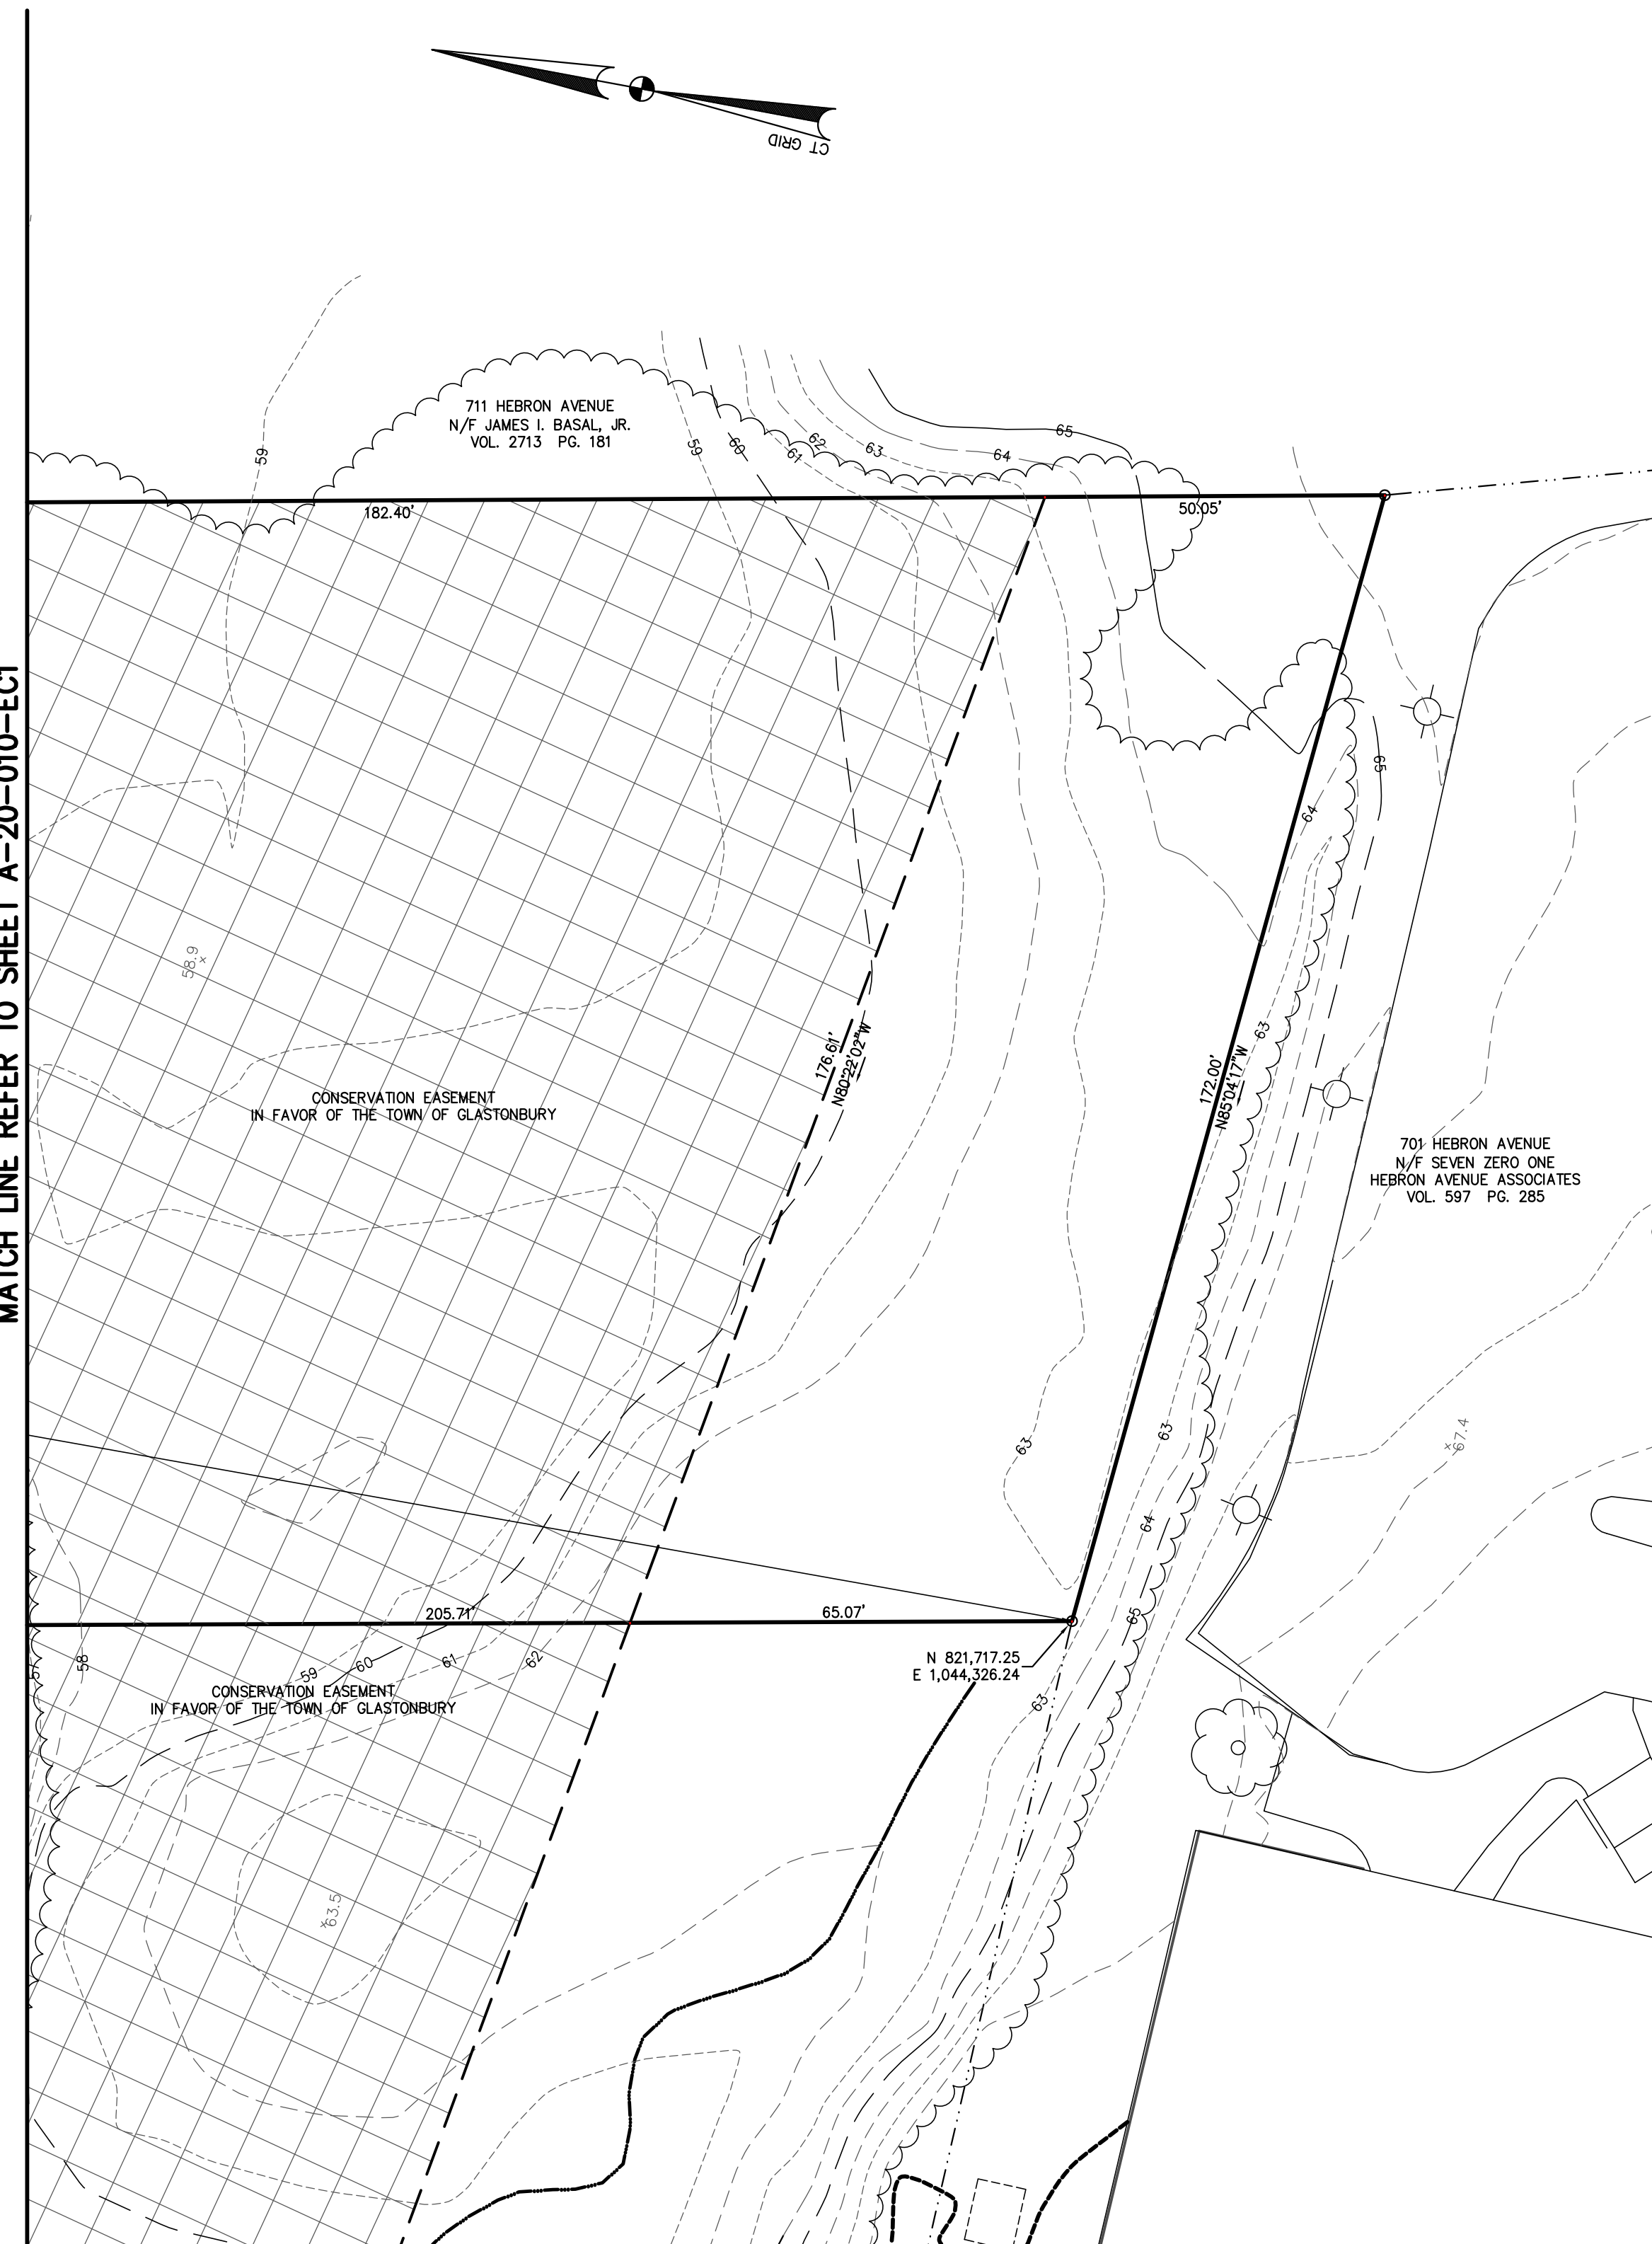 CT GRID
711 HEBRON AVENUE
N/F JAMES I. BASAL, JR.
VOL. 2713 PG. 181
59
59
60
61
62
63
64
65
182.40'
50.05'
65
64
MATCH LINE REFER TO SHEET A-20-010-EC1
58.9
176.61'
N80°22'02"W
63
172.00'
N85°04'17"W
CONSERVATION EASEMENT
IN FAVOR OF THE TOWN OF GLASTONBURY
701 HEBRON AVENUE
N/F SEVEN ZERO ONE
HEBRON AVENUE ASSOCIATES
VOL. 597 PG. 285
63
63
67.4
64
205.71'
65.07'
65
58
59
60
61
62
N 821,717.25
E 1,044,326.24
CONSERVATION EASEMENT
IN FAVOR OF THE TOWN OF GLASTONBURY
63
63.5